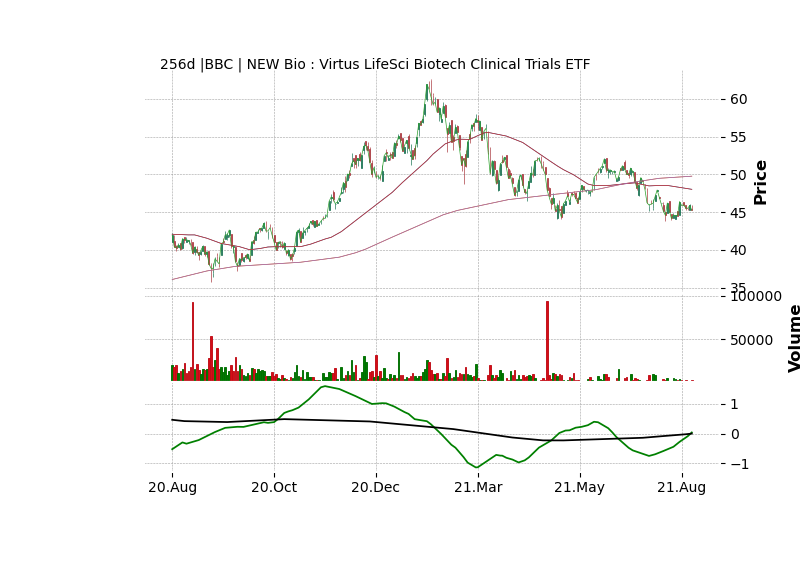 256d |BBC | NEW Bio : Virtus LifeSci Biotech Clinical Trials ETF
60
55
50
45
40
35
Price
100000
50000
Volume
1
0
−1
20.Aug 20.Oct 20.Dec 21.Mar 21.May 21.Aug